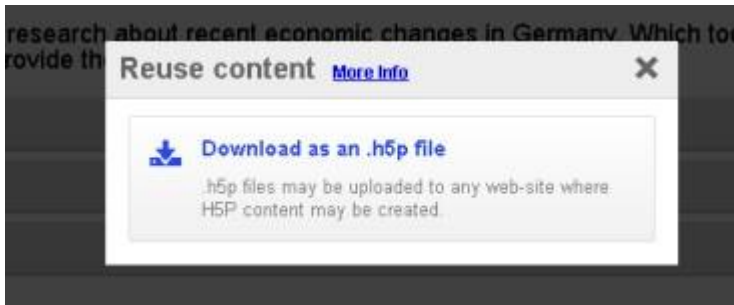 research about recent economic changes in Germany. Which too
rovide th
Reuse content More Info
Download as an .h5p file
.h5p files may be uploaded to any web-site where
H5P content may be created.